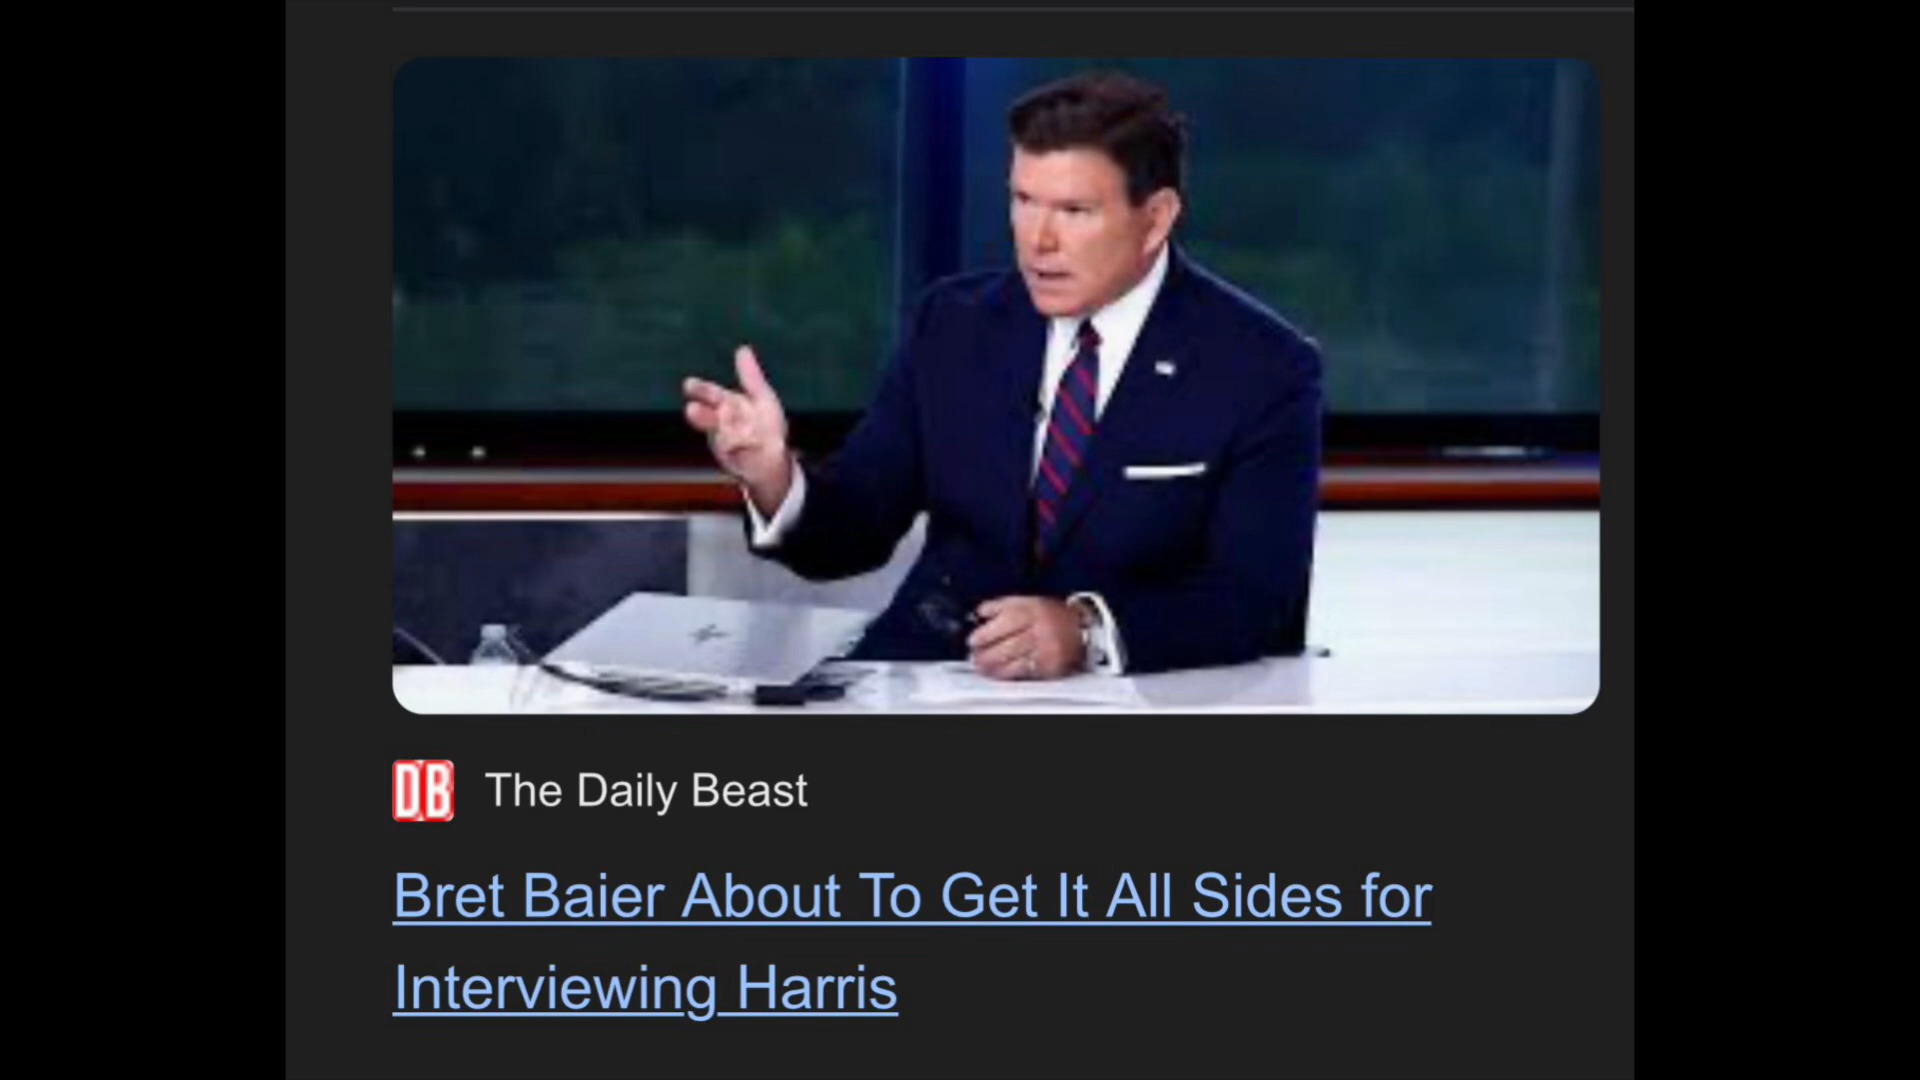 DB The Daily Beast
Bret Baier About To Get It All Sides for
Interviewing Harris